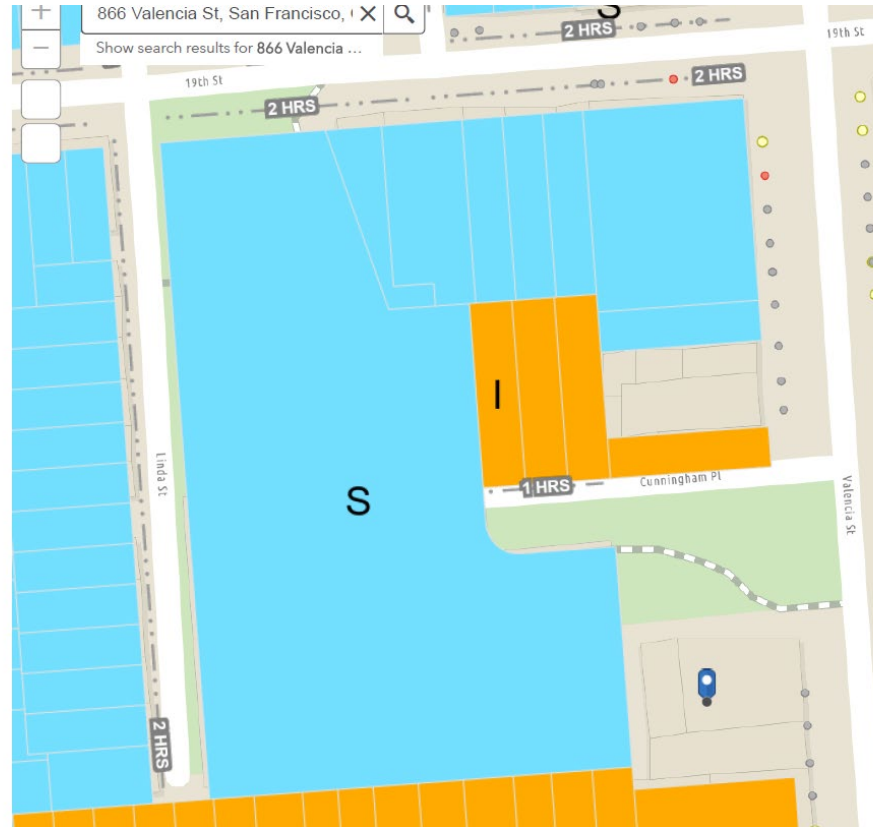 +
866 Valencia St, San Francisco, ( X
S
2 HRS
19th St
−
Show search results for 866 Valencia ...
19th St
2 HRS
2 HRS
I
Linda St
S
1 HRS
Cunningham Pl
Valencia St
2 HRS